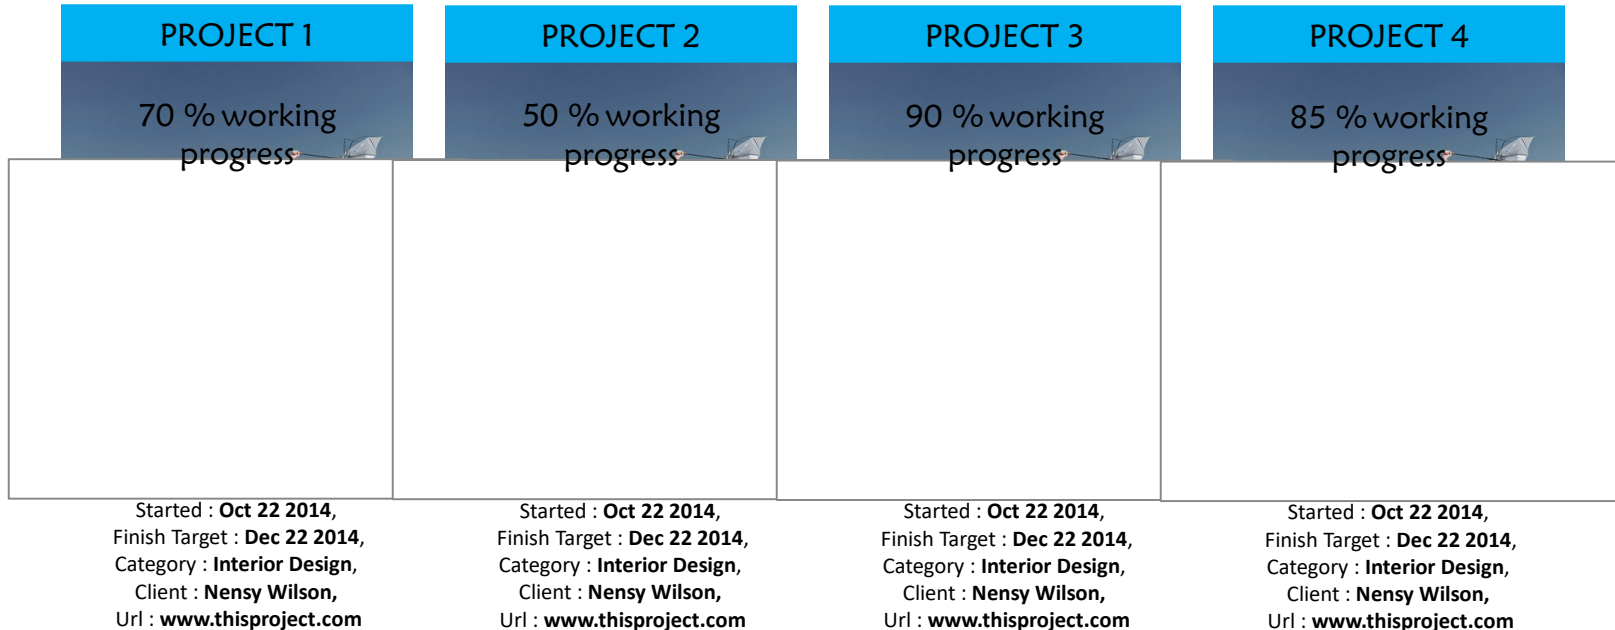 PROJECT 1
70 % working
progress
Started : Oct 22 2014,
Finish Target : Dec 22 2014,
Category : Interior Design,
Client : Nensy Wilson,
Url : www.thisproject.com
PROJECT 2
50 % working
progress
Started : Oct 22 2014,
Finish Target : Dec 22 2014,
Category : Interior Design,
Client : Nensy Wilson,
Url : www.thisproject.com
PROJECT 3
90 % working
progress
Started : Oct 22 2014,
Finish Target : Dec 22 2014,
Category : Interior Design,
Client : Nensy Wilson,
Url : www.thisproject.com
PROJECT 4
85 % working
progress
Started : Oct 22 2014,
Finish Target : Dec 22 2014,
Category : Interior Design,
Client : Nensy Wilson,
Url : www.thisproject.com